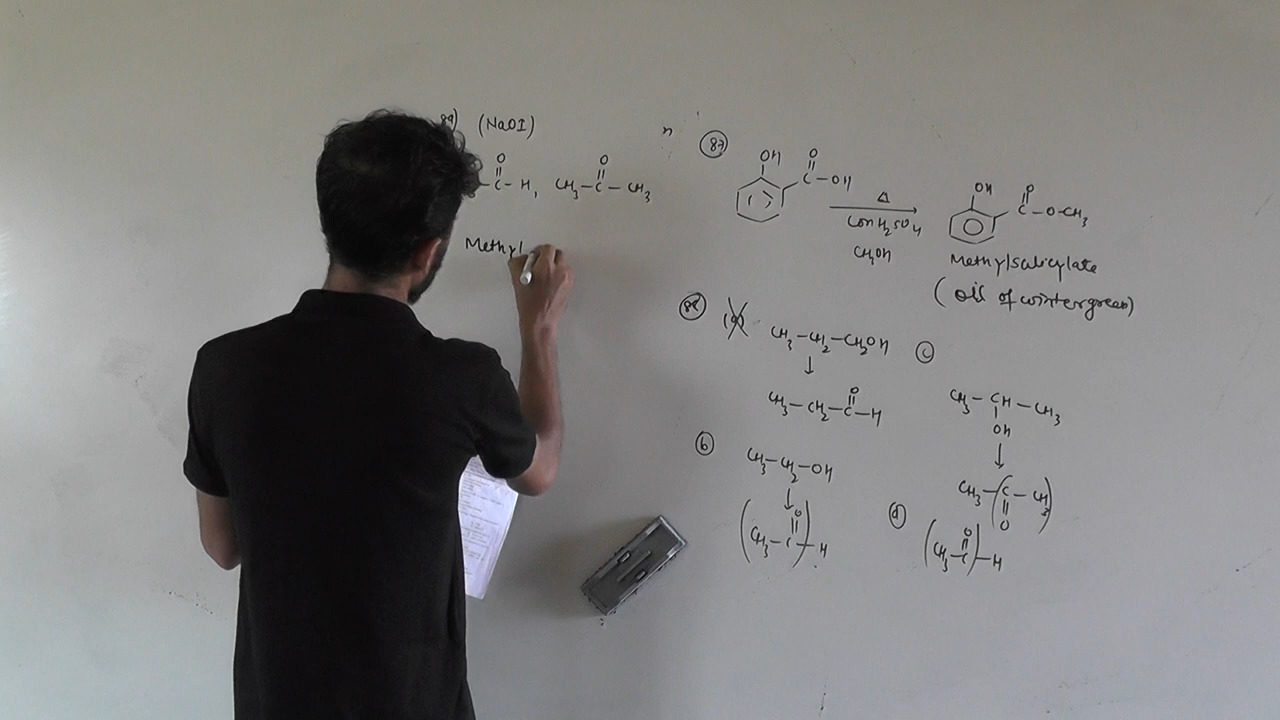 89) (NaOI)
O O
C-H, CH3-C-CH3
Methyl
87
OH O
C-OH
Δ
Con H2SO4
CH3OH
OH O
C-O-CH3
Methylsalicylate
(Oil of wintergreen)
88 (a) CH3-CH2-CH2OH
↓
O
CH3-CH2-C-H
b CH3-CH2-OH
↓
O
(CH3-C)-H
c
CH3-CH-CH3
OH
↓
CH3-(C-CH3)
O
d
O
(CH3-C)-H